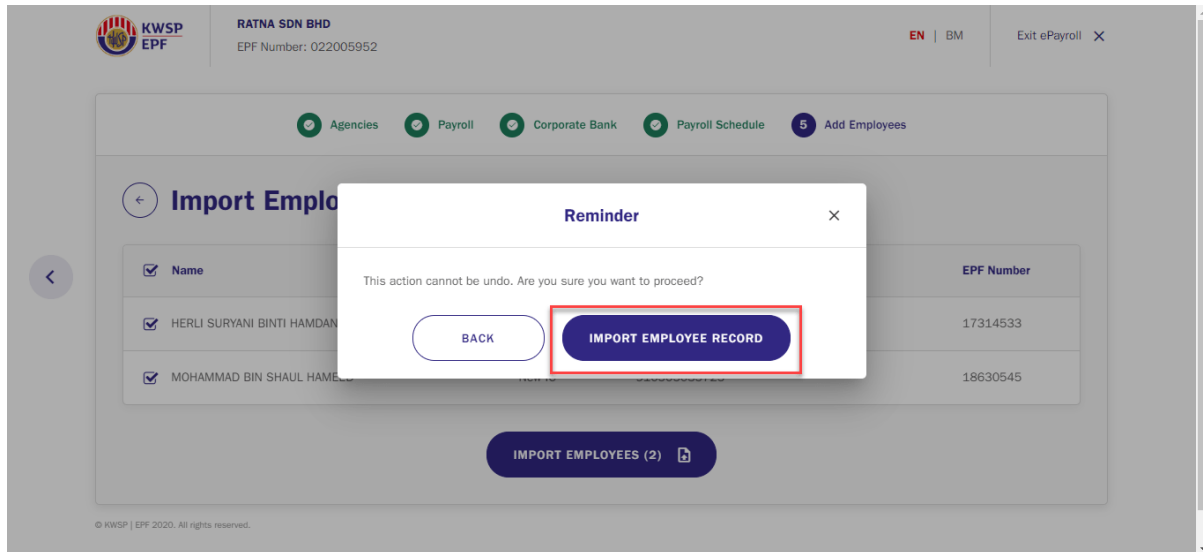 KWSP
EPF
RATNA SDN BHD
EPF Number: 022005952
EN | BM
Exit ePayroll
Agencies
Payroll
Corporate Bank
Payroll Schedule
5 Add Employees
Import Emplo
Reminder
Name
EPF Number
This action cannot be undo. Are you sure you want to proceed?
HERLI SURYANI BINTI HAMDAN
17314533
BACK
IMPORT EMPLOYEE RECORD
MOHAMMAD BIN SHAUL HAMEED
18630545
IMPORT EMPLOYEES (2)
© KWSP | EPF 2020. All rights reserved.